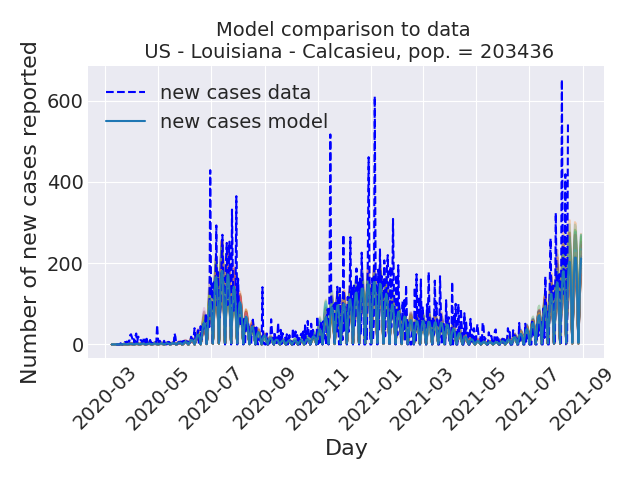 Model comparison to data
US - Louisiana - Calcasieu, pop. = 203436
Number of new cases reported
600
400
200
0
new cases data
new cases model
2020-03
2020-05
2020-07
2020-09
2020-11
2021-01
2021-03
2021-05
2021-07
2021-09
Day